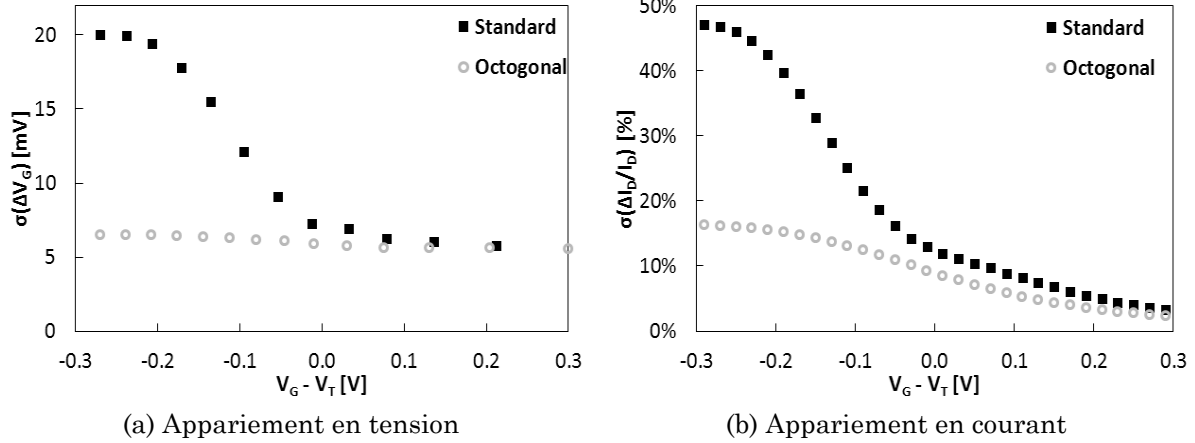 20
15
10
5
0
σ(ΔV_G) [mV]
-0.3 -0.2 -0.1 0.0 0.1 0.2 0.3
V_G - V_T [V]
Standard
Octogonal
(a) Appariement en tension
50%
40%
30%
20%
10%
0%
σ(ΔI_D/I_D) [%]
-0.3 -0.2 -0.1 0.0 0.1 0.2 0.3
V_G - V_T [V]
Standard
Octogonal
(b) Appariement en courant